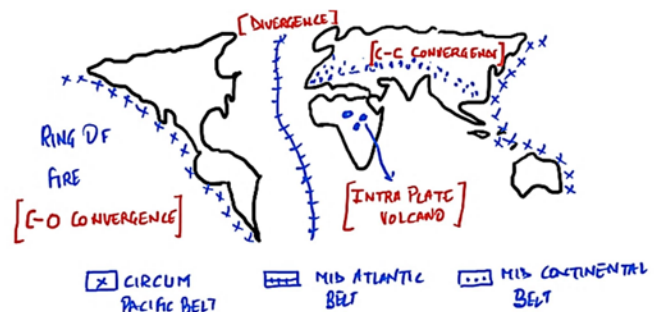 [DIVERGENCE]
[C-C CONVERGENCE]
RING OF
FIRE
[C-O CONVERGENCE]
[INTRA PLATE
VOLCANO]
CIRCUM
PACIFIC BELT
MID ATLANTIC
BELT
MID CONTINENTAL
BELT